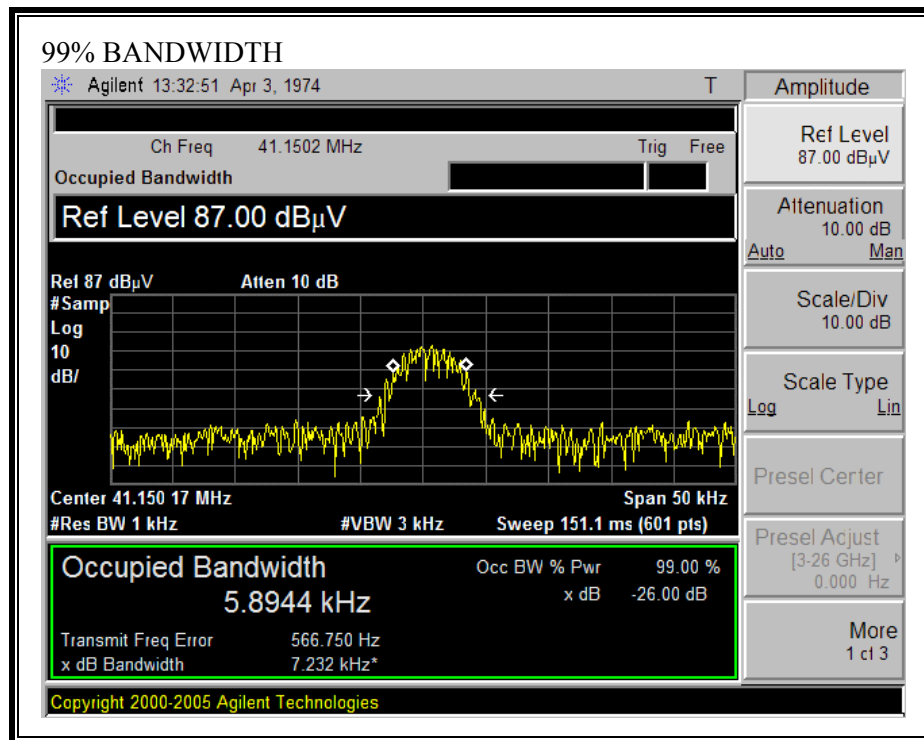 99% BANDWIDTH
Agilent 13:32:51 Apr 3, 1974 T
Ch Freq 41.1502 MHz Trig Free
Occupied Bandwidth
Ref Level 87.00 dBμV
Ref 87 dBμV Atten 10 dB
#Samp
Log
10
dB/
Center 41.150 17 MHz Span 50 kHz
#Res BW 1 kHz #VBW 3 kHz Sweep 151.1 ms (601 pts)
Occupied Bandwidth Occ BW % Pwr 99.00 %
5.8944 kHz x dB -26.00 dB
Transmit Freq Error 566.750 Hz
x dB Bandwidth 7.232 kHz*
Copyright 2000-2005 Agilent Technologies
Amplitude
Ref Level
87.00 dBμV
Attenuation
10.00 dB
Auto Man
Scale/Div
10.00 dB
Scale Type
Log Lin
Presel Center
Presel Adjust
[3-26 GHz]
0.000 Hz
More
1 of 3